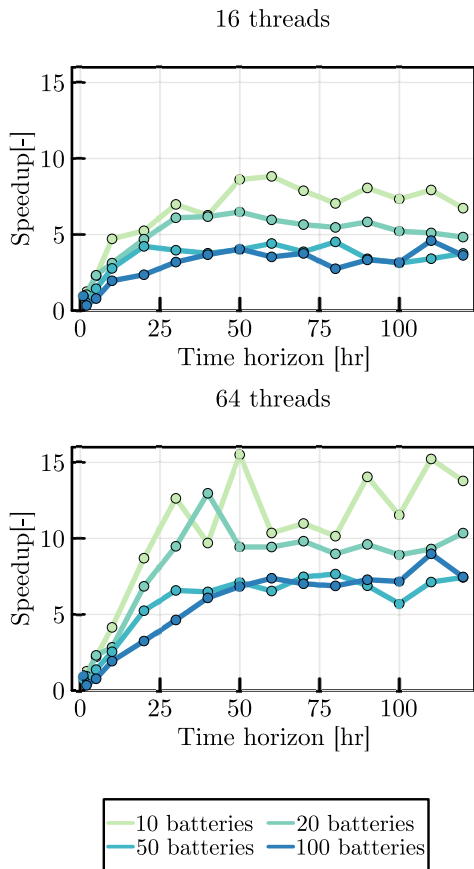 16 threads
Speedup[-]
15
10
5
0
0 25 50 75 100
Time horizon [hr]
64 threads
Speedup[-]
15
10
5
0
0 25 50 75 100
Time horizon [hr]
10 batteries 20 batteries
50 batteries 100 batteries